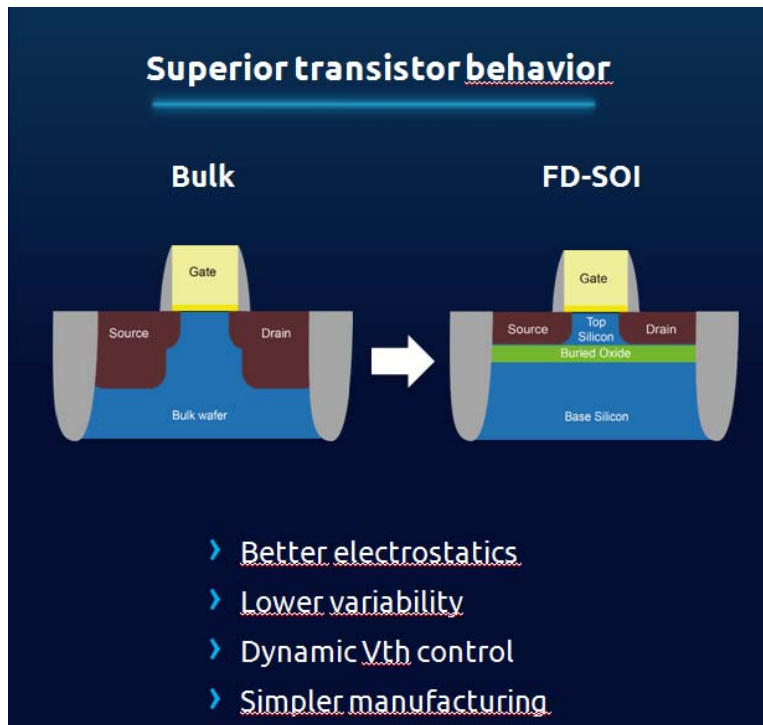 Superior transistor behavior
Bulk
FD-SOI
Gate
Source
Drain
Bulk wafer
Gate
Source
Top
Silicon
Drain
Buried Oxide
Base Silicon
› Better electrostatics
› Lower variability
› Dynamic Vth control
› Simpler manufacturing